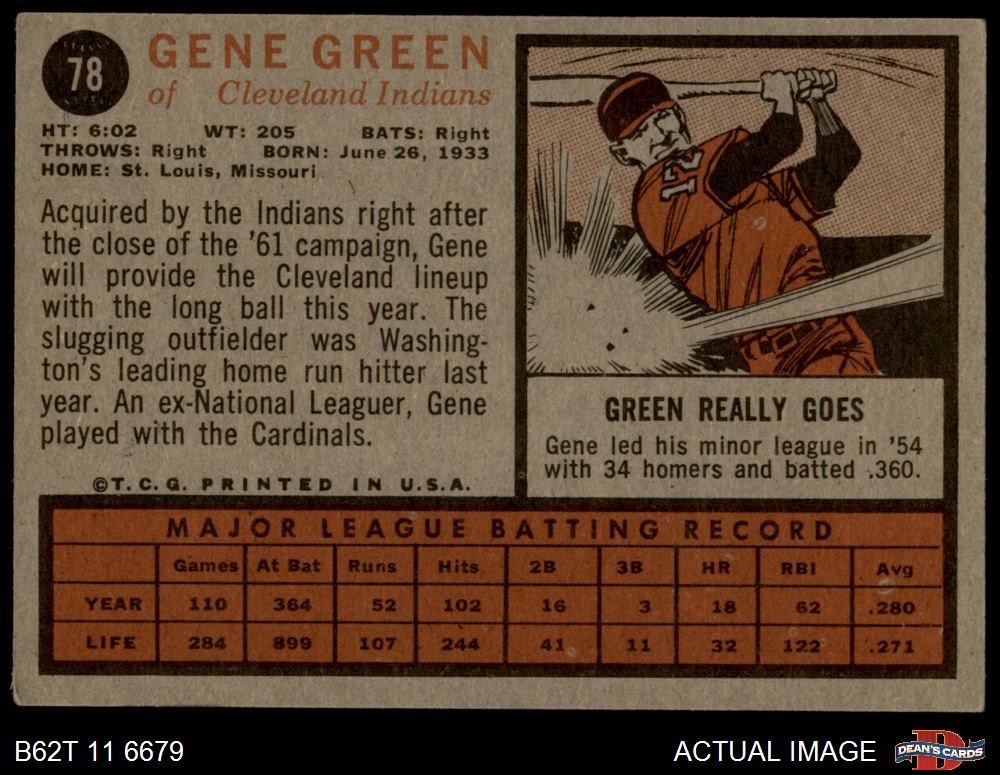 78
GENE GREEN
of Cleveland Indians
HT: 6:02 WT: 205 BATS: Right
THROWS: Right BORN: June 26, 1933
HOME: St. Louis, Missouri
Acquired by the Indians right after
the close of the '61 campaign, Gene
will provide the Cleveland lineup
with the long ball this year. The
slugging outfielder was Washing-
ton's leading home run hitter last
year. An ex-National Leaguer, Gene
played with the Cardinals.
©T. C. G. PRINTED IN U.S.A.
12
GREEN REALLY GOES
Gene led his minor league in '54
with 34 homers and batted .360.
MAJOR LEAGUE BATTING RECORD
Games At Bat Runs Hits 2B 3B HR RBI Avg
YEAR 110 364 52 102 16 3 18 62 .280
LIFE 284 899 107 244 41 11 32 122 .271
B62T 11 6679
ACTUAL IMAGE
D
DEAN'S CARDS